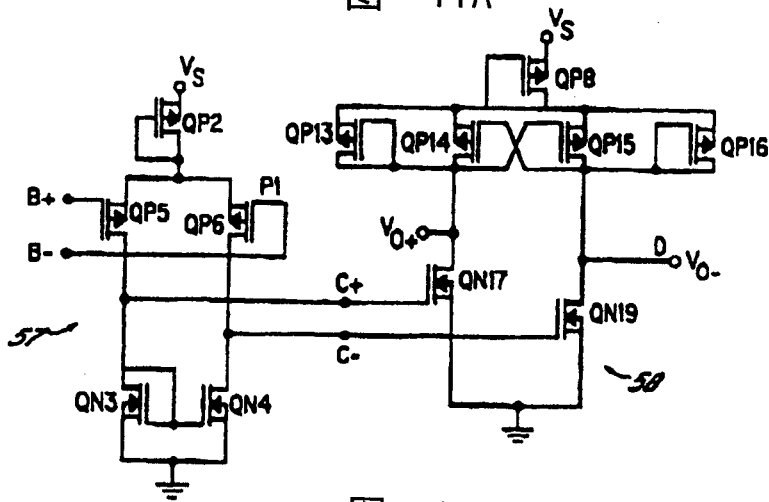 VS
QP8
VS
QP2
QP13
QP14
QP15
QP16
B+
QP5
QP6
P1
B-
VO+
D
VO-
C+
QN17
QN19
C-
57
58
QN3
QN4